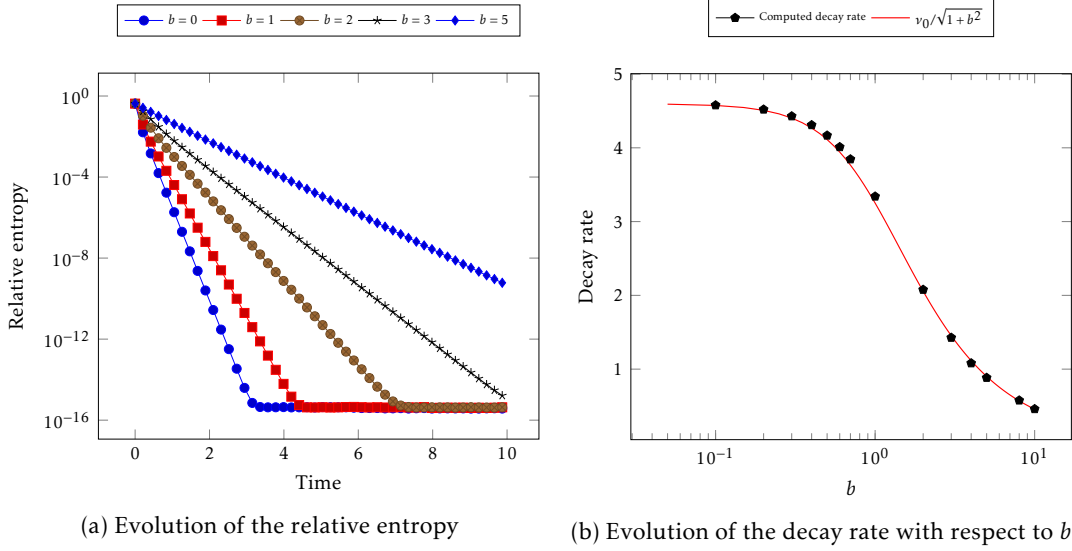 b = 0 b = 1 b = 2 b = 3 b = 5
10^0
10^−4
10^−8
10^−12
10^−16
0 2 4 6 8 10
Relative entropy
Time
(a) Evolution of the relative entropy
Computed decay rate ν_0/√(1 + b^2)
5
4
3
2
1
10^−1 10^0 10^1
Decay rate
b
(b) Evolution of the decay rate with respect to b